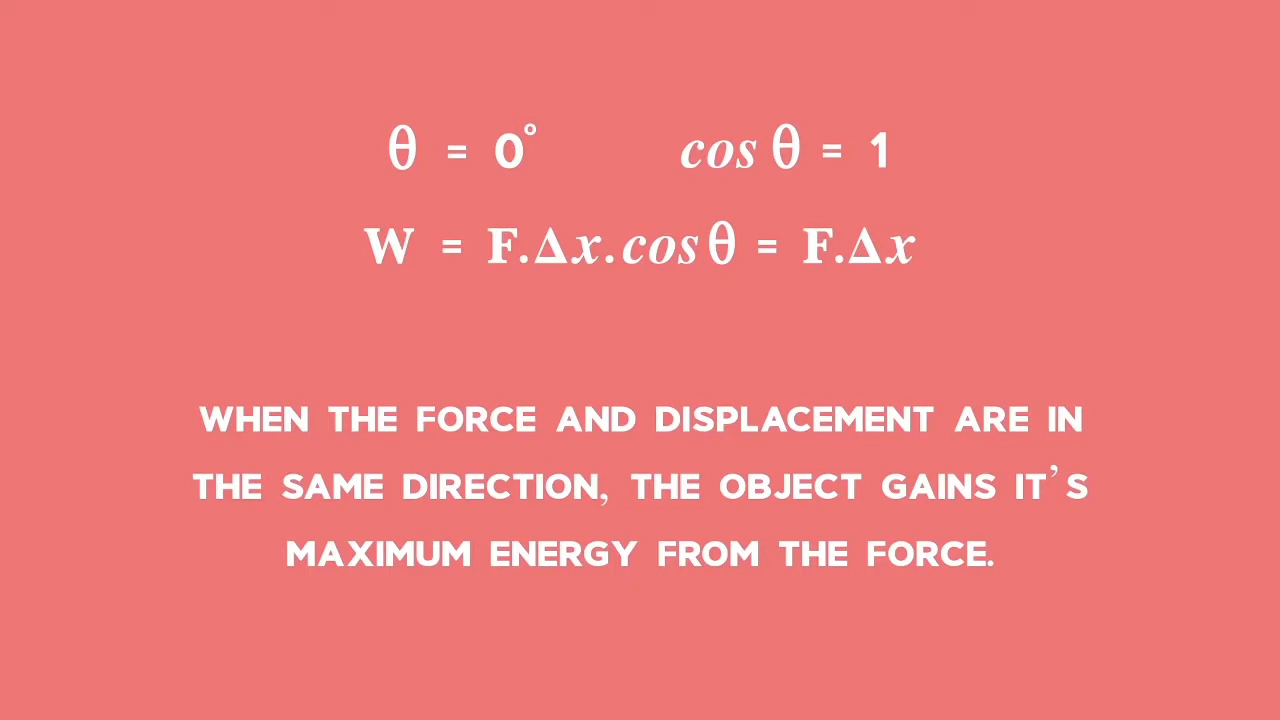 θ = 0° cos θ = 1
W = F.Δx.cosθ = F.Δx
WHEN THE FORCE AND DISPLACEMENT ARE IN
THE SAME DIRECTION, THE OBJECT GAINS IT'S
MAXIMUM ENERGY FROM THE FORCE.